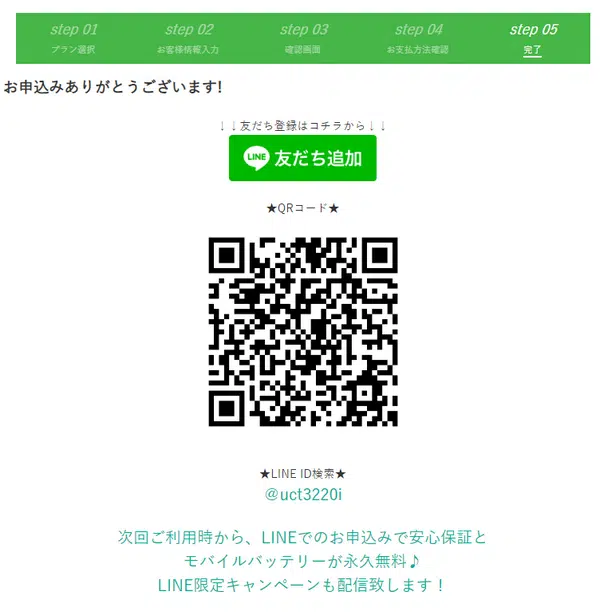 step 01 step 02 step 03 step 04 step 05
プラン選択 お客様情報入力 確認画面 お支払方法確認 完了
お申込みありがとうございます!
↓↓友だち登録はコチラから↓↓
LINE 友だち追加
★QRコード★
★LINE ID検索★
@uct3220i
次回ご利用時から、LINEでのお申込みで安心保証と
モバイルバッテリーが永久無料♪
LINE限定キャンペーンも配信致します！